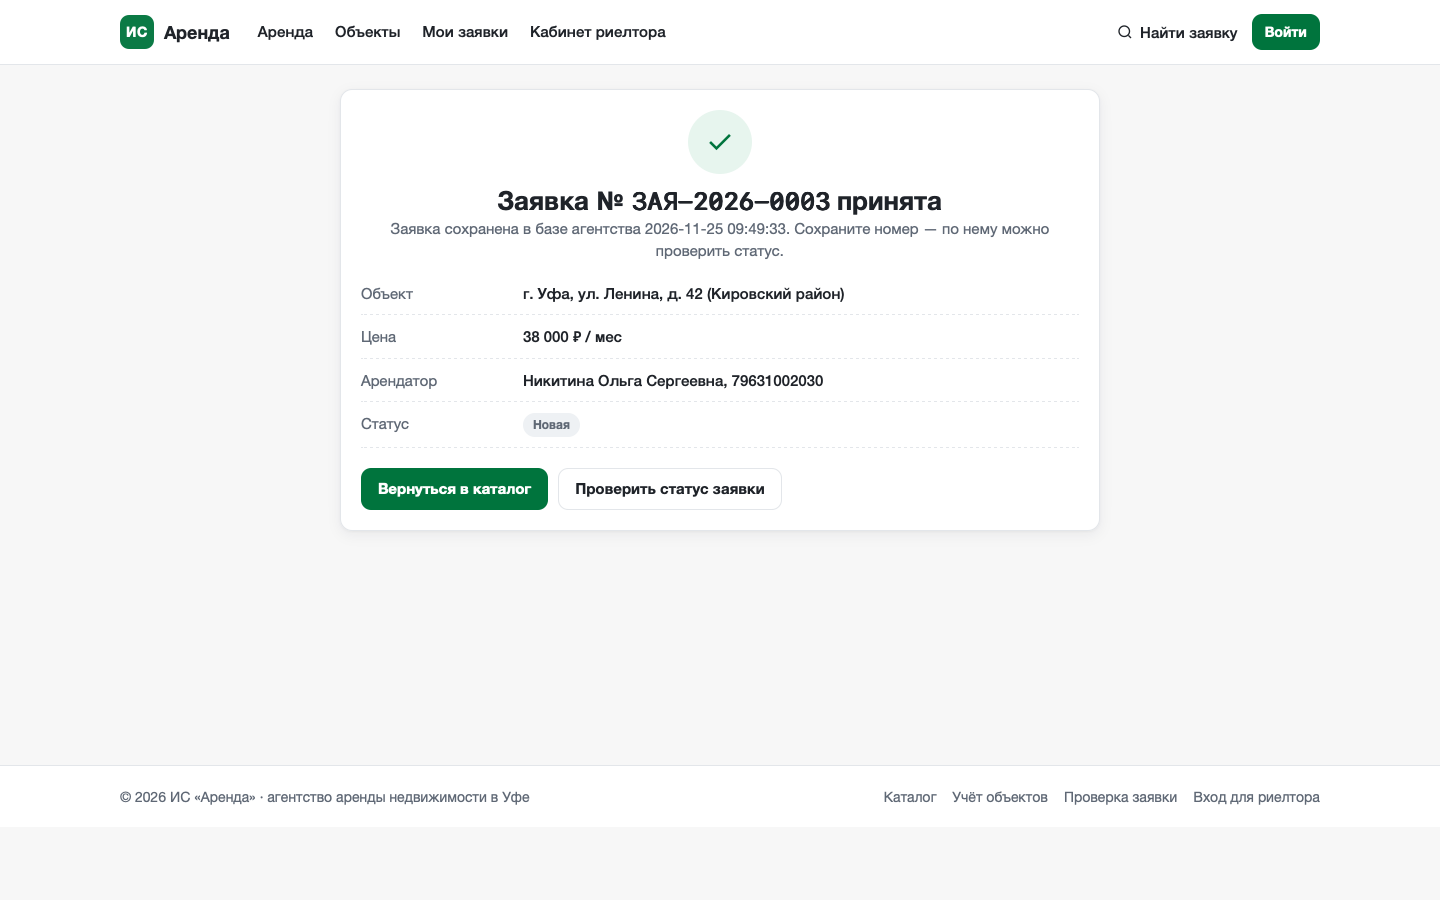 ИС Аренда Аренда Объекты Мои заявки Кабинет риелтора Найти заявку Войти
Заявка № ЗАЯ–2026–0003 принята
Заявка сохранена в базе агентства 2026-11-25 09:49:33. Сохраните номер — по нему можно
проверить статус.
Объект г. Уфа, ул. Ленина, д. 42 (Кировский район)
Цена 38 000 ₽ / мес
Арендатор Никитина Ольга Сергеевна, 79631002030
Статус Новая
Вернуться в каталог Проверить статус заявки
© 2026 ИС «Аренда» · агентство аренды недвижимости в Уфе Каталог Учёт объектов Проверка заявки Вход для риелтора